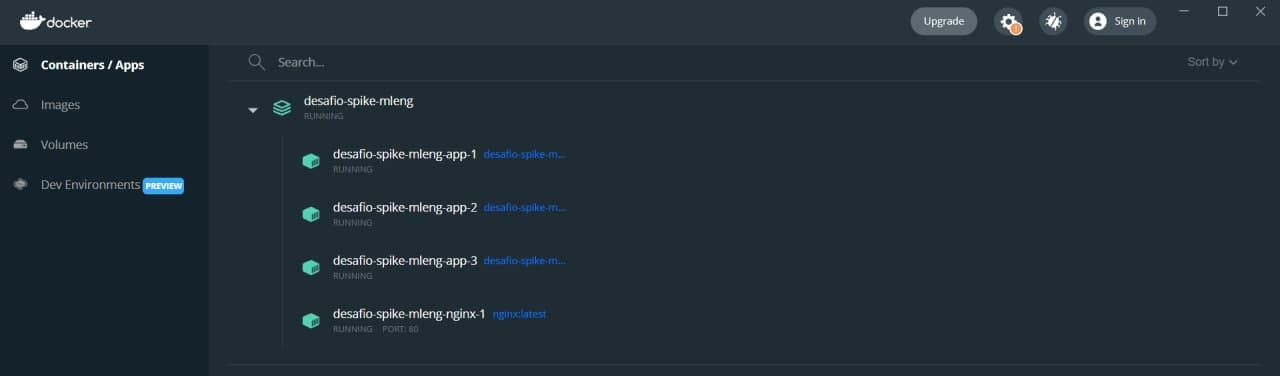 docker
Upgrade
!
Sign in
Containers / Apps
Images
Volumes
Dev Environments PREVIEW
Search...
Sort by
desafio-spike-mleng
RUNNING
desafio-spike-mleng-app-1 desafio-spike-m...
RUNNING
desafio-spike-mleng-app-2 desafio-spike-m...
RUNNING
desafio-spike-mleng-app-3 desafio-spike-m...
RUNNING
desafio-spike-mleng-nginx-1 nginx:latest
RUNNING PORT: 80